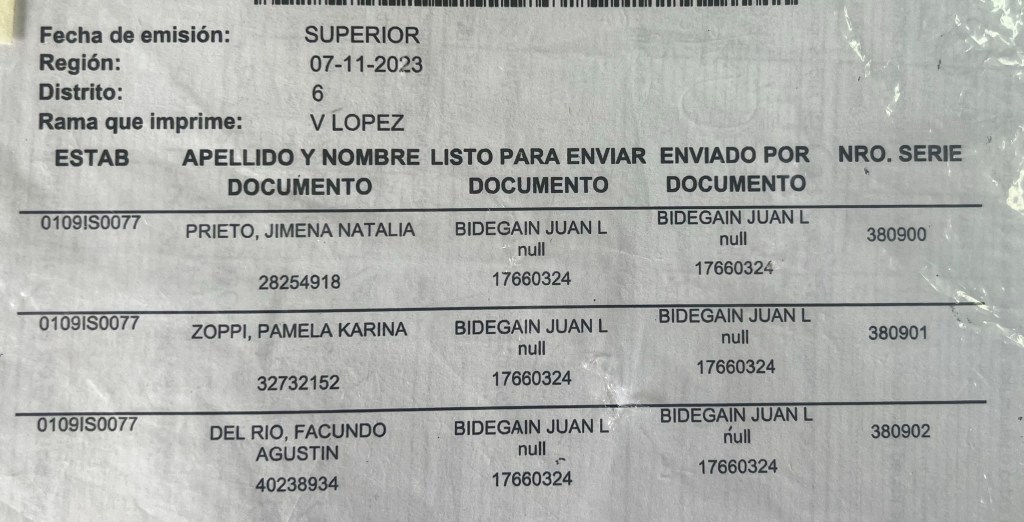 Fecha de emisión: SUPERIOR
Región: 07-11-2023
Distrito: 6
Rama que imprime: V LOPEZ
ESTAB APELLIDO Y NOMBRE LISTO PARA ENVIAR ENVIADO POR NRO. SERIE
DOCUMENTO DOCUMENTO DOCUMENTO
0109IS0077 PRIETO, JIMENA NATALIA BIDEGAIN JUAN L BIDEGAIN JUAN L 380900
null null
28254918 17660324 17660324
0109IS0077 ZOPPI, PAMELA KARINA BIDEGAIN JUAN L BIDEGAIN JUAN L 380901
null null
32732152 17660324 17660324
0109IS0077 DEL RIO, FACUNDO BIDEGAIN JUAN L BIDEGAIN JUAN L 380902
AGUSTIN null null
40238934 17660324 17660324